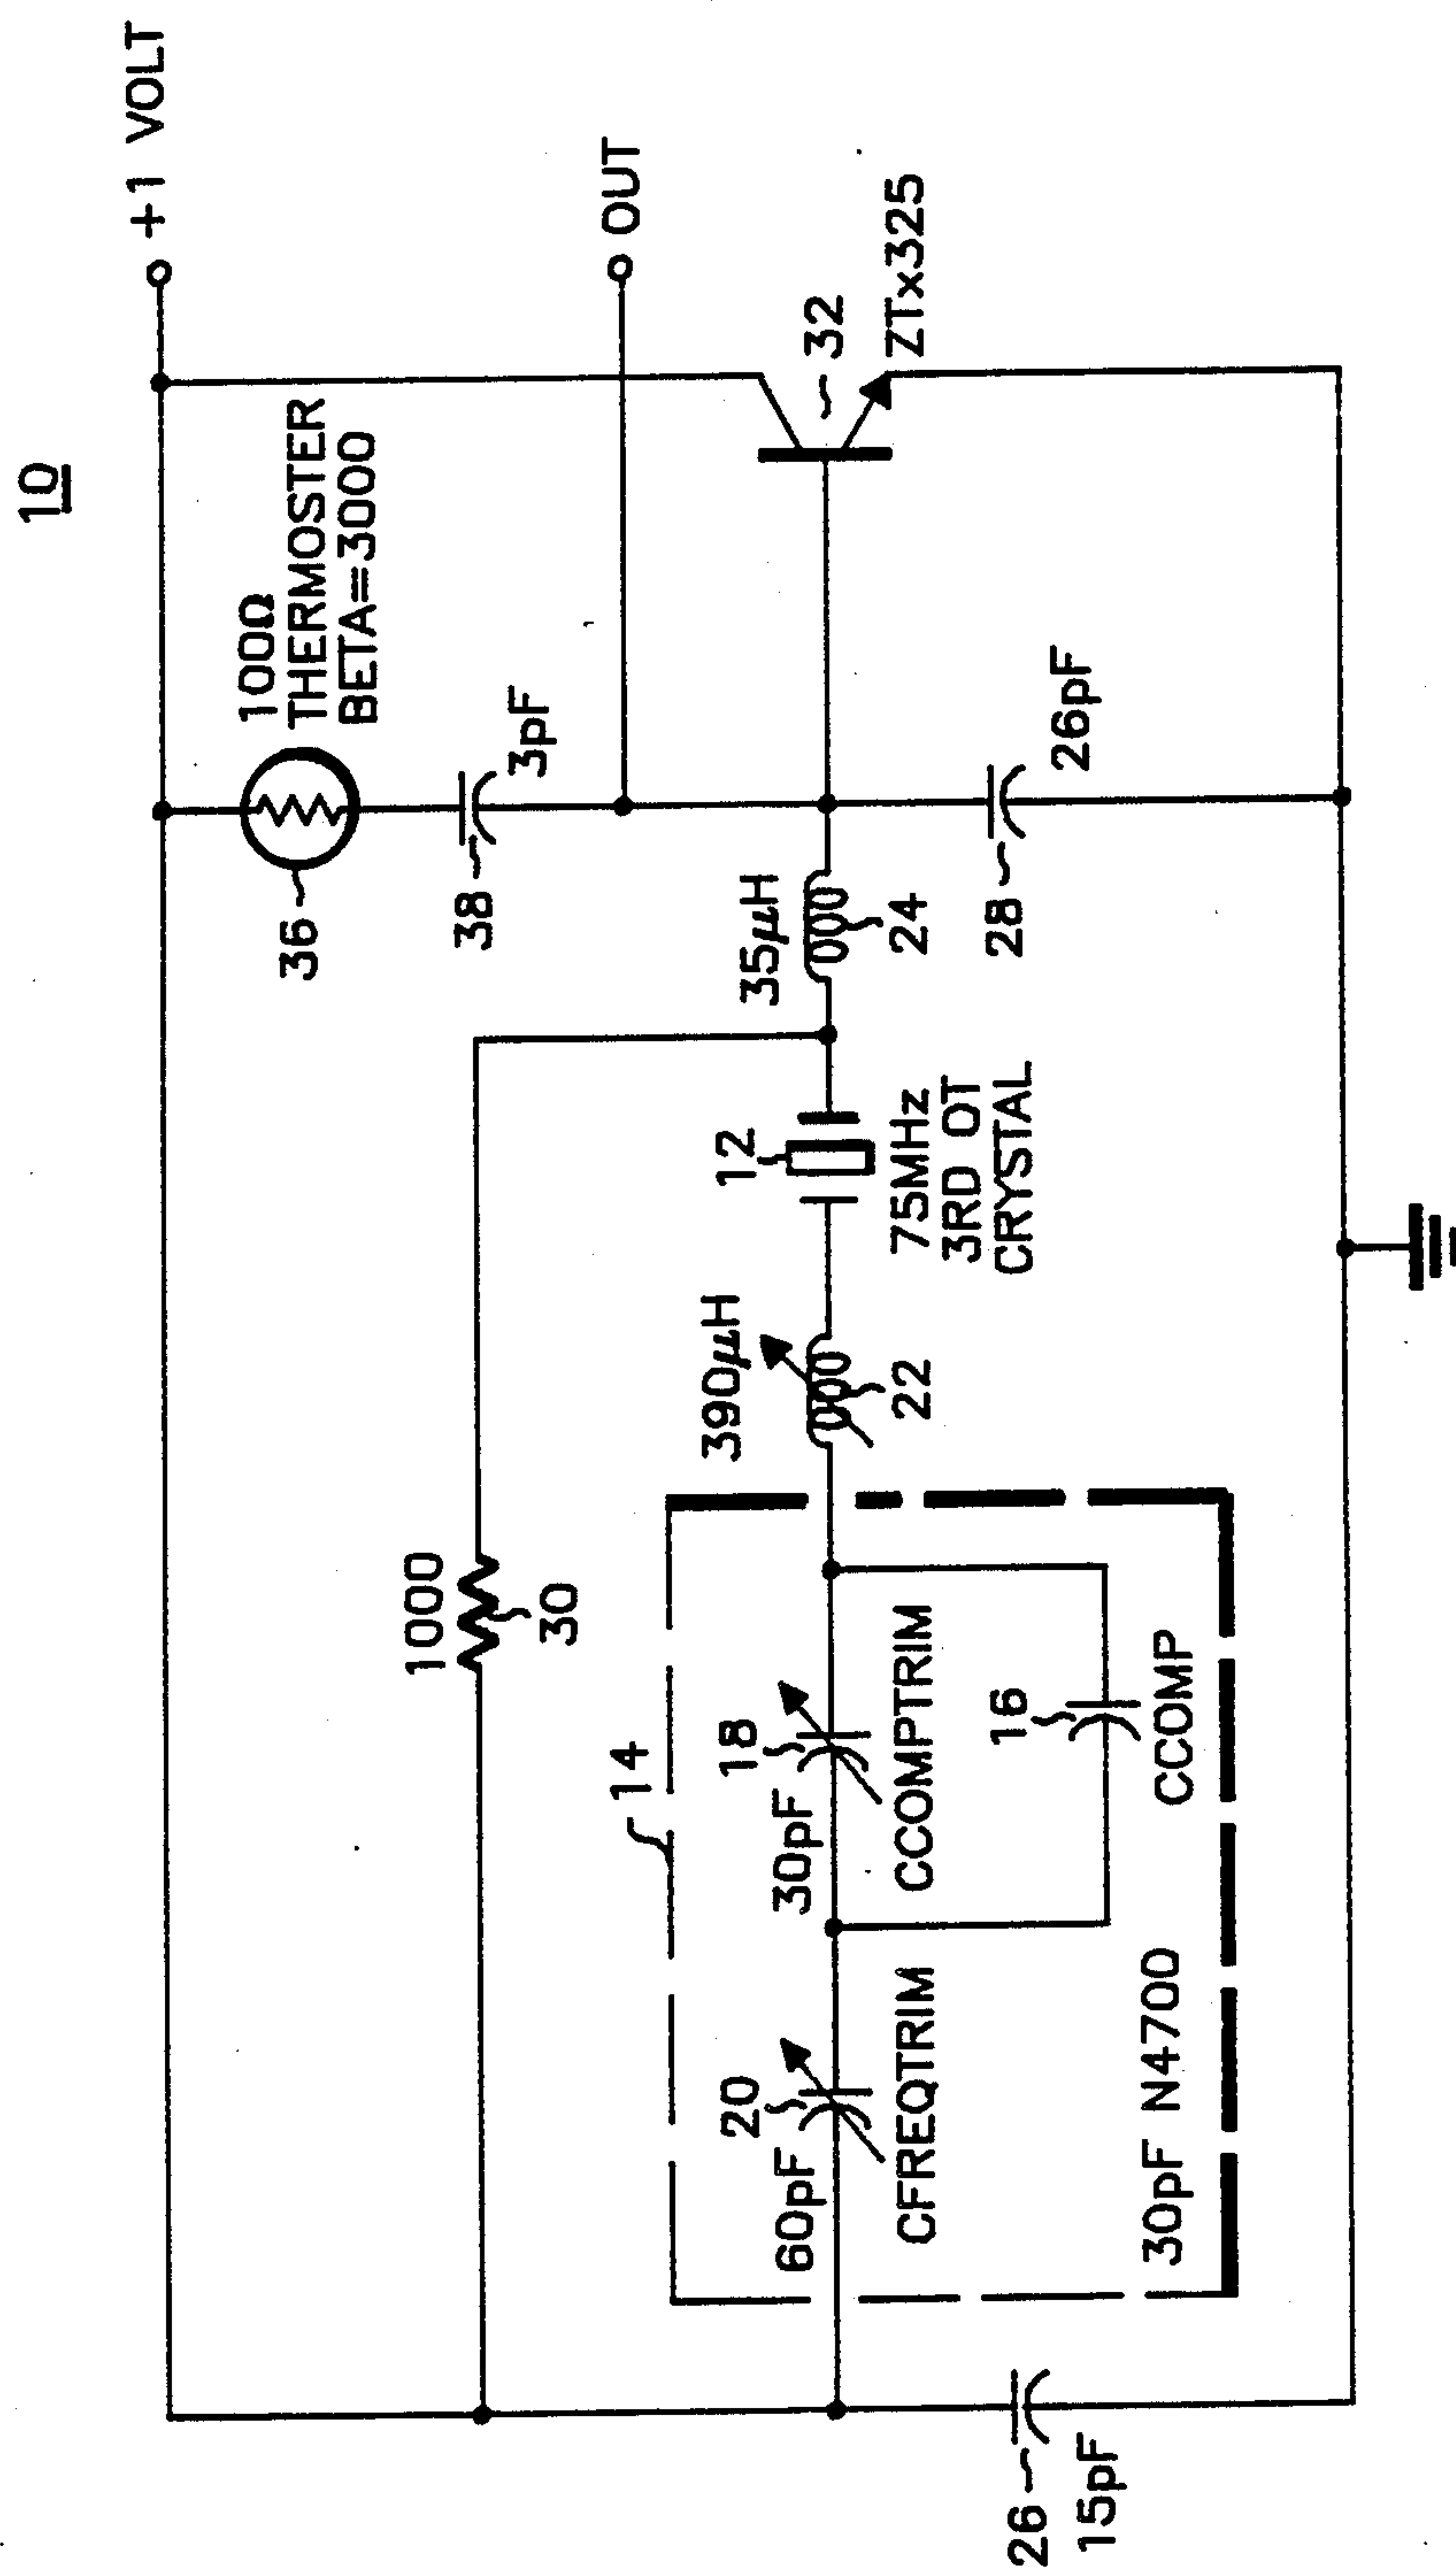 10
+1 VOLT
100Ω
THERMOSTER
BETA=3000
36
38
3pF
OUT
32
ZTx325
1000
30
35µH
24
28
26pF
12
75MHz
3RD OT
CRYSTAL
390µH
22
14
18
30pF
CCOMPTRIM
16
CCOMP
20
60pF
CFREQTRIM
30pF N4700
26
15pF